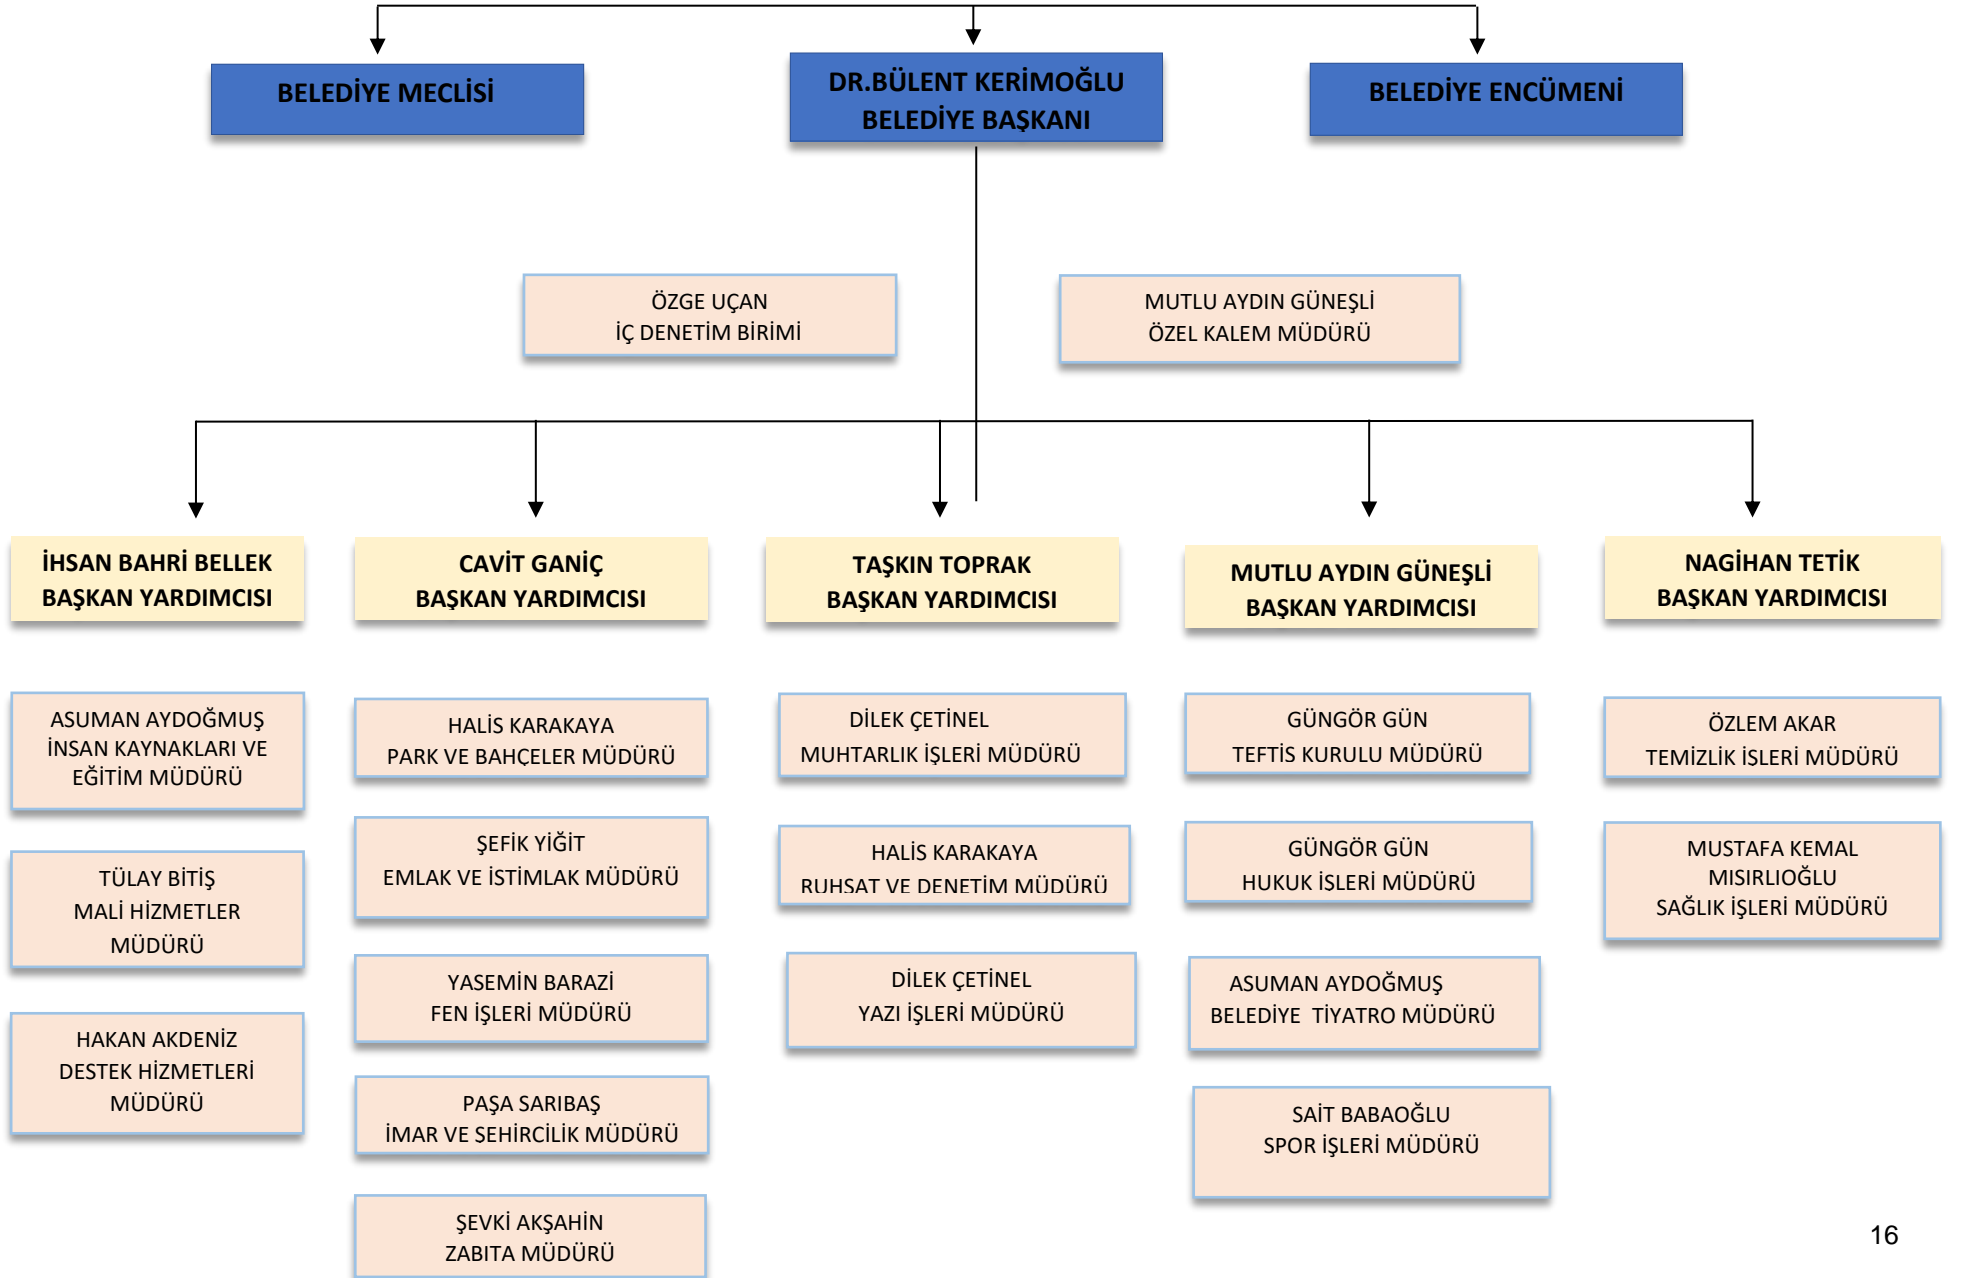 BELEDİYE MECLİSİ
DR.BÜLENT KERİMOĞLU
BELEDİYE BAŞKANI
BELEDİYE ENCÜMENİ
ÖZGE UÇAN
İÇ DENETİM BİRİMİ
MUTLU AYDIN GÜNEŞLİ
ÖZEL KALEM MÜDÜRÜ
İHSAN BAHRİ BELLEK
BAŞKAN YARDIMCISI
CAVİT GANİÇ
BAŞKAN YARDIMCISI
TAŞKIN TOPRAK
BAŞKAN YARDIMCISI
MUTLU AYDIN GÜNEŞLİ
BAŞKAN YARDIMCISI
NAGİHAN TETİK
BAŞKAN YARDIMCISI
ASUMAN AYDOĞMUŞ
İNSAN KAYNAKLARI VE
EĞİTİM MÜDÜRÜ
TÜLAY BİTİŞ
MALİ HİZMETLER
MÜDÜRÜ
HAKAN AKDENİZ
DESTEK HİZMETLERİ
MÜDÜRÜ
HALİS KARAKAYA
PARK VE BAHÇELER MÜDÜRÜ
ŞEFİK YİĞİT
EMLAK VE İSTİMLAK MÜDÜRÜ
YASEMİN BARAZİ
FEN İŞLERİ MÜDÜRÜ
PAŞA SARIBAŞ
İMAR VE ŞEHİRCİLİK MÜDÜRÜ
ŞEVKİ AKŞAHİN
ZABITA MÜDÜRÜ
DİLEK ÇETİNEL
MUHTARLIK İŞLERİ MÜDÜRÜ
HALİS KARAKAYA
RUHSAT VE DENETİM MÜDÜRÜ
DİLEK ÇETİNEL
YAZI İŞLERİ MÜDÜRÜ
GÜNGÖR GÜN
TEFTİŞ KURULU MÜDÜRÜ
GÜNGÖR GÜN
HUKUK İŞLERİ MÜDÜRÜ
ASUMAN AYDOĞMUŞ
BELEDİYE  TİYATRO MÜDÜRÜ
SAİT BABAOĞLU
SPOR İŞLERİ MÜDÜRÜ
ÖZLEM AKAR
TEMİZLİK İŞLERİ MÜDÜRÜ
MUSTAFA KEMAL
MISIRLIOĞLU
SAĞLIK İŞLERİ MÜDÜRÜ
16